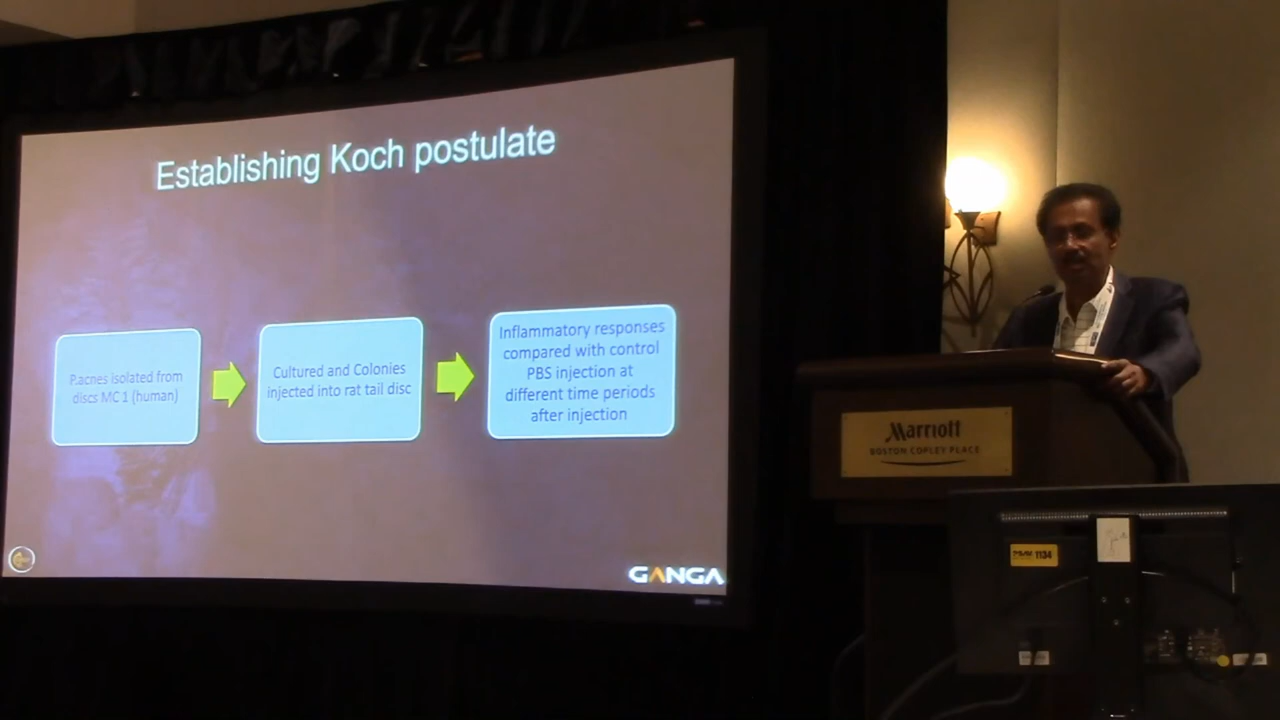 Establishing Koch postulate
P.acnes isolated from
discs MC 1 (human)
Cultured and Colonies
injected into rat tail disc
Inflammatory responses
compared with control
PBS injection at
different time periods
after injection
GANGA
Marriott
BOSTON COPLEY PLACE
1134